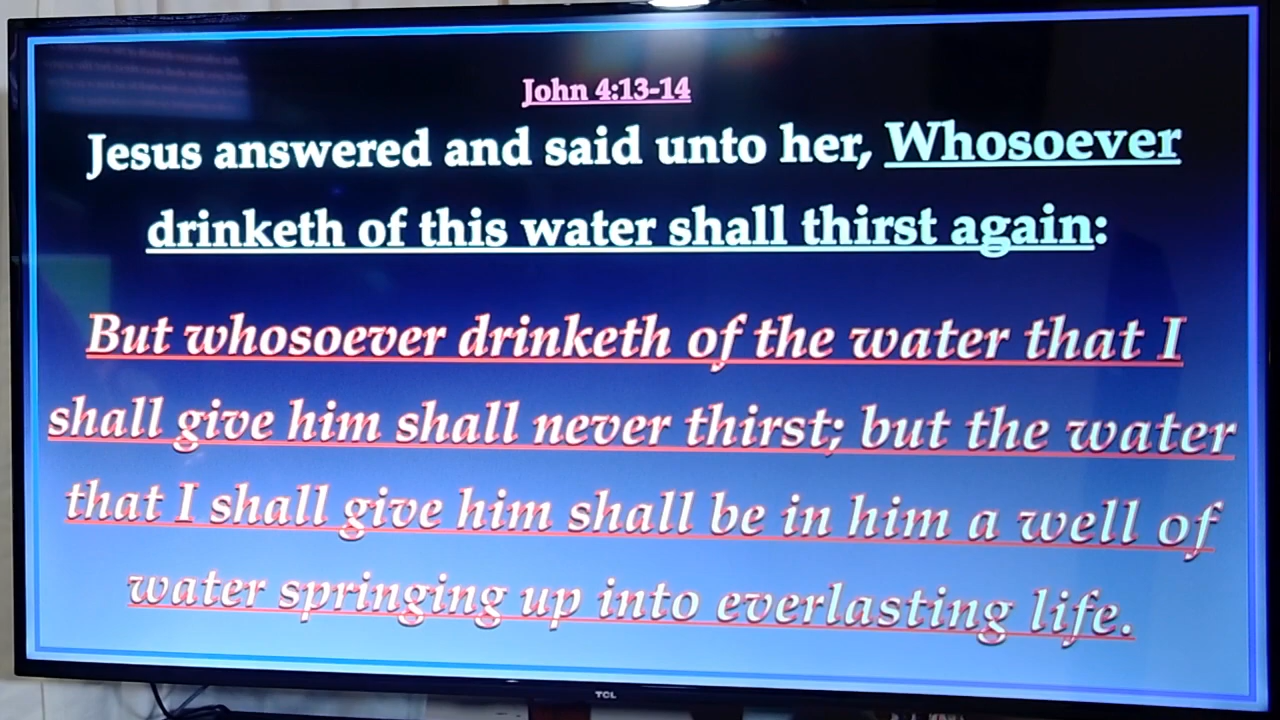 John 4:13-14
Jesus answered and said unto her, Whosoever
drinketh of this water shall thirst again:
But whosoever drinketh of the water that I
shall give him shall never thirst; but the water
that I shall give him shall be in him a well of
water springing up into everlasting life.
TCL